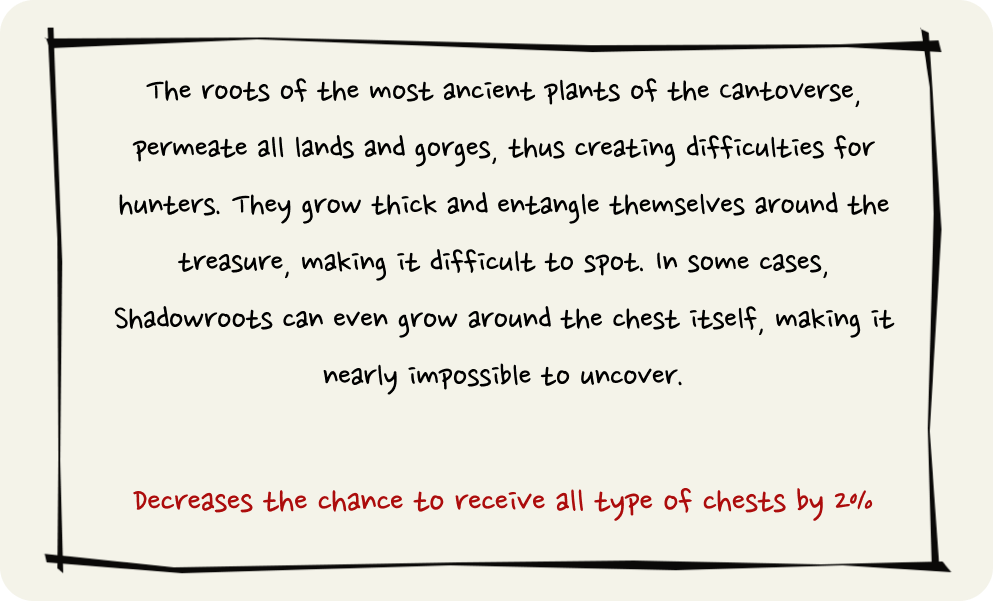 The roots of the most ancient plants of the cantoverse,
permeate all lands and gorges, thus creating difficulties for
hunters. They grow thick and entangle themselves around the
treasure, making it difficult to spot. In some cases,
Shadowroots can even grow around the chest itself, making it
nearly impossible to uncover.
Decreases the chance to receive all type of chests by 2%